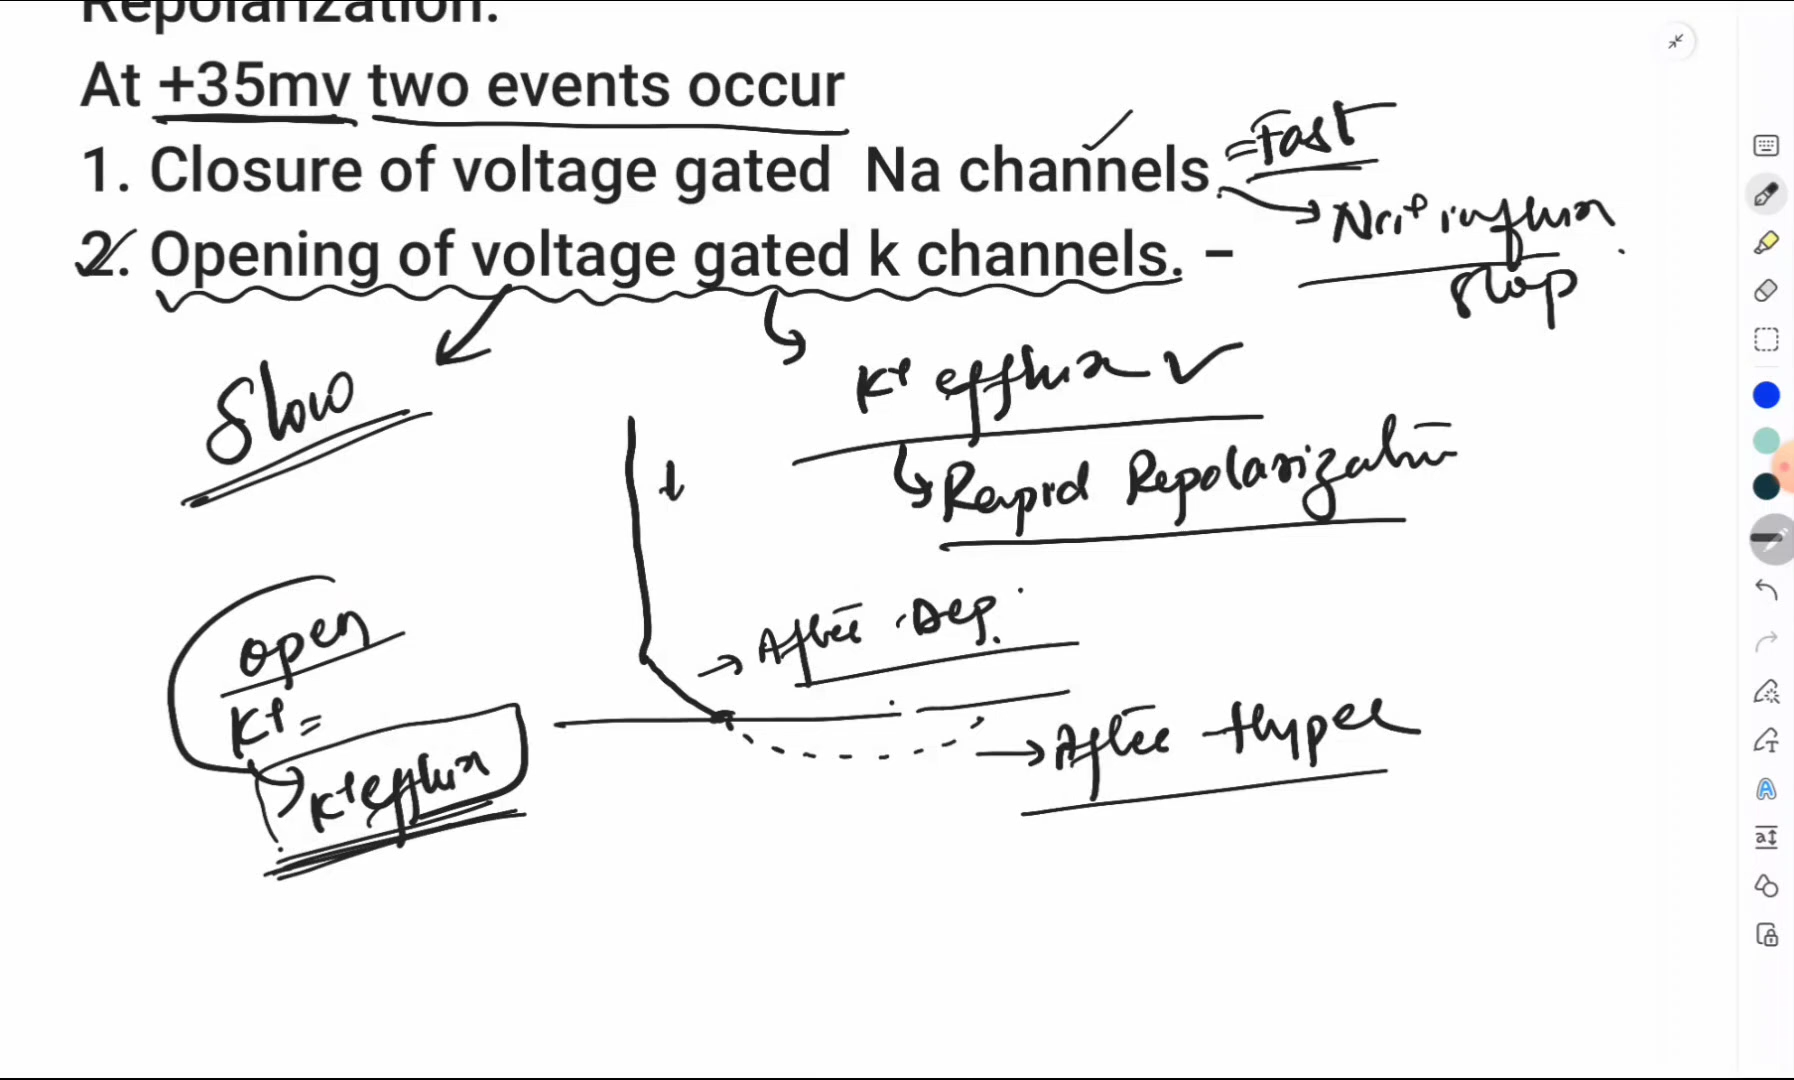 Repolarization.
At +35mv two events occur
1. Closure of voltage gated Na channels. = Fast
→ Na+ influx stop
2. Opening of voltage gated k channels. -
Slow
K+ efflux ✓
Rapid Repolarization
open
K+ =
K+ efflux
→ After Dep.
→ After Hyper